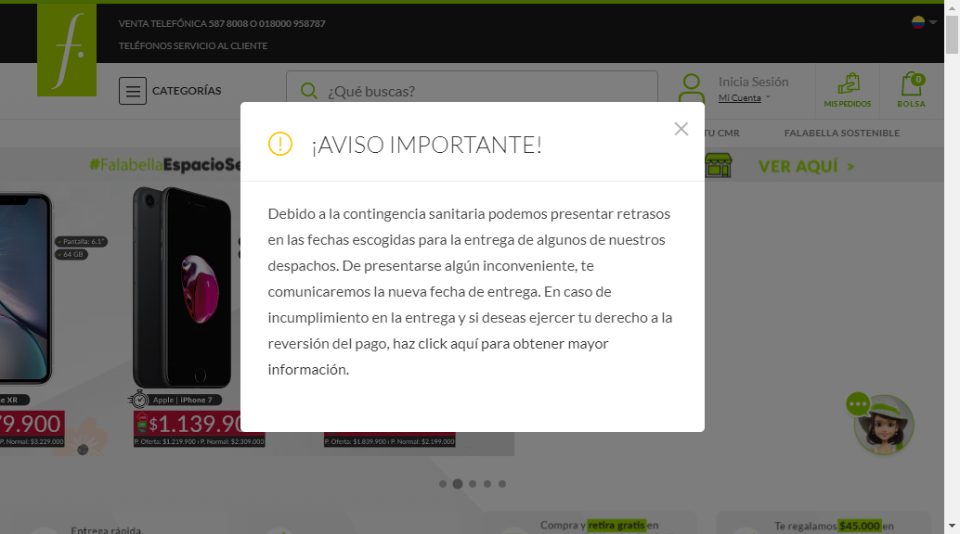 VENTA TELEFÓNICA 587 8008 O 018000 958787
TELÉFONOS SERVICIO AL CLIENTE
f.
CATEGORÍAS
¿Qué buscas?
Inicia Sesión
Mi Cuenta
MIS PEDIDOS
0
BOLSA
TU CMR
FALABELLA SOSTENIBLE
#FalabellaEspacioSe
VER AQUÍ >
¡AVISO IMPORTANTE!
Debido a la contingencia sanitaria podemos presentar retrasos
en las fechas escogidas para la entrega de algunos de nuestros
despachos. De presentarse algún inconveniente, te
comunicaremos la nueva fecha de entrega. En caso de
incumplimiento en la entrega y si deseas ejercer tu derecho a la
reversión del pago, haz click aquí para obtener mayor
información.
– Pantalla: 6.1"
– 64 GB
e XR
Apple | iPhone 7
79.900
$1.139.90
P. Normal: $3.229.000
P. Oferta: $1.219.900 | P. Normal: $2.309.000
P. Oferta: $1.839.900 | P. Normal: $2.199.000
Entrega rápida,
Compra y retira gratis en
Te regalamos $45.000 en